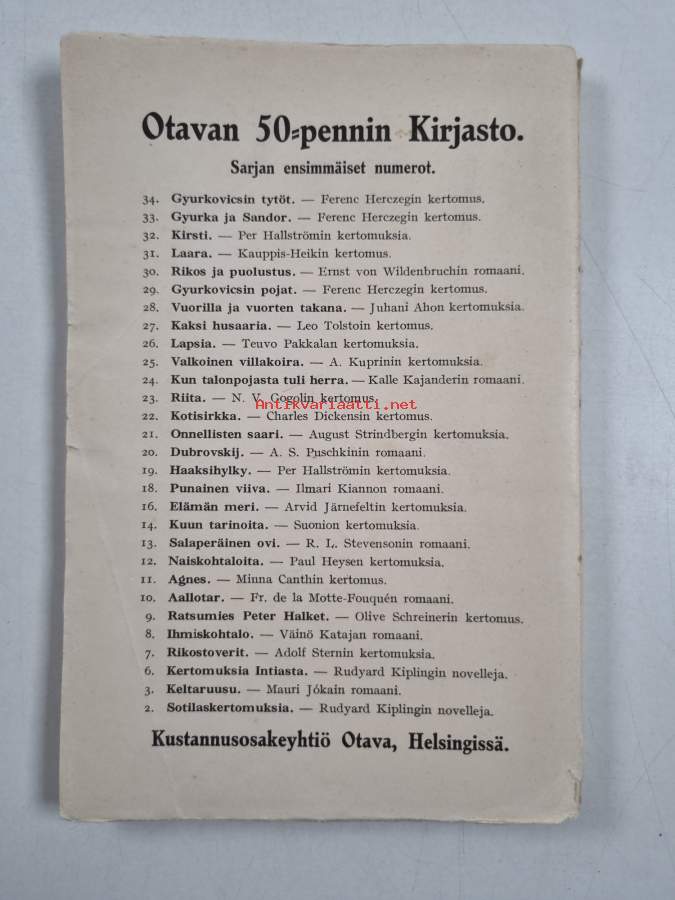 Otavan 50-pennin Kirjasto.
Sarjan ensimmäiset numerot.
34. Gyurkovicsin tytöt. — Ferenc Herczegin kertomus.
33. Gyurka ja Sandor. — Ferenc Herczegin kertomus.
32. Kirsti. — Per Hallströmin kertomuksia.
31. Laara. — Kauppis-Heikin kertomus.
30. Rikos ja puolustus. — Ernst von Wildenbruchin romaani.
29. Gyurkovicsin pojat. — Ferenc Herczegin kertomus.
28. Vuorilla ja vuorten takana. — Juhani Ahon kertomuksia.
27. Kaksi husaaria. — Leo Tolstoin kertomus.
26. Lapsia. — Teuvo Pakkalan kertomuksia.
25. Valkoinen villakoira. — A. Kuprinin kertomuksia.
24. Kun talonpojasta tuli herra. — Kalle Kajanderin romaani.
23. Riita. — N. V. Gogolin kertomus.
Antikvariaatti.net
22. Kotisirkka. — Charles Dickensin kertomus.
21. Onnellisten saari. — August Strindbergin kertomuksia.
20. Dubrovskij. — A. S. Puschkinin romaani.
19. Haaksihylky. — Per Hallströmin kertomuksia.
18. Punainen viiva. — Ilmari Kiannon romaani.
16. Elämän meri. — Arvid Järnefeltin kertomuksia.
14. Kuun tarinoita. — Suonion kertomuksia.
13. Salaperäinen ovi. — R. L. Stevensonin romaani.
12. Naiskohtaloita. — Paul Heysen kertomuksia.
11. Agnes. — Minna Canthin kertomus.
10. Aallotar. — Fr. de la Motte-Fouquén romaani.
9. Ratsumies Peter Halket. — Olive Schreinerin kertomus.
8. Ihmiskohtalo. — Väinö Katajan romaani.
7. Rikostoverit. — Adolf Sternin kertomuksia.
6. Kertomuksia Intiasta. — Rudyard Kiplingin novelleja.
3. Keltaruusu. — Mauri Jókain romaani.
2. Sotilaskertomuksia. — Rudyard Kiplingin novelleja.
Kustannusosakeyhtiö Otava, Helsingissä.